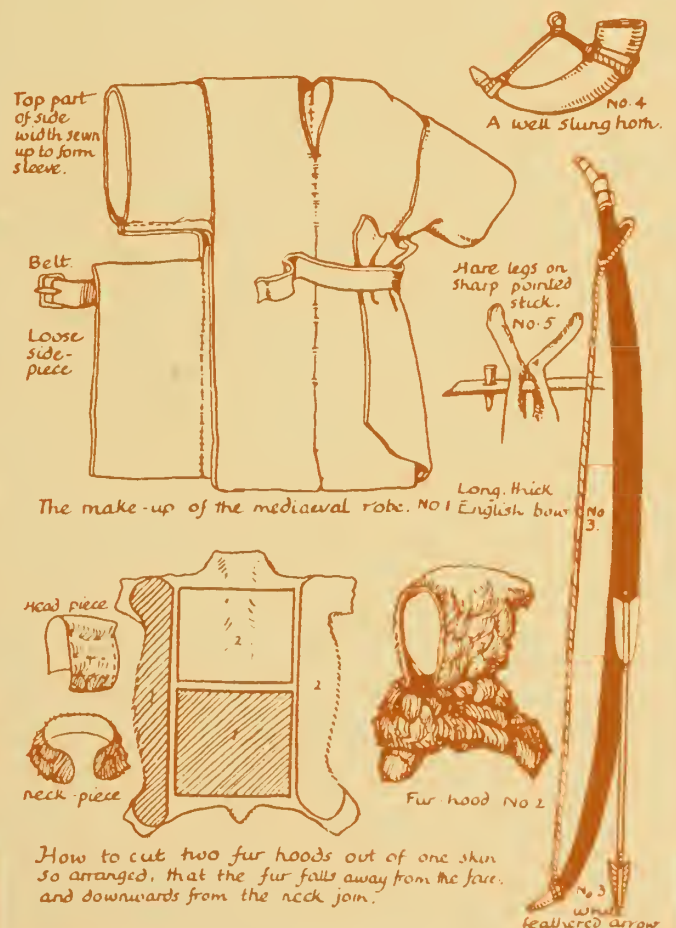 Top part
of side
width sewn
up to form
sleeve.
No. 4
A well slung horn.
Belt.
Loose
side-
piece
Hare legs on
sharp pointed
stick.
No. 5
The make-up of the mediaeval robe. No 1
Long. thick
English bow
No
3.
Head piece
2
2
1
1
neck-piece
Fur hood No 2
How to cut two fur hoods out of one skin
so arranged, that the fur falls away from the face,
and downwards from the neck join.
No 3
feathered arrow